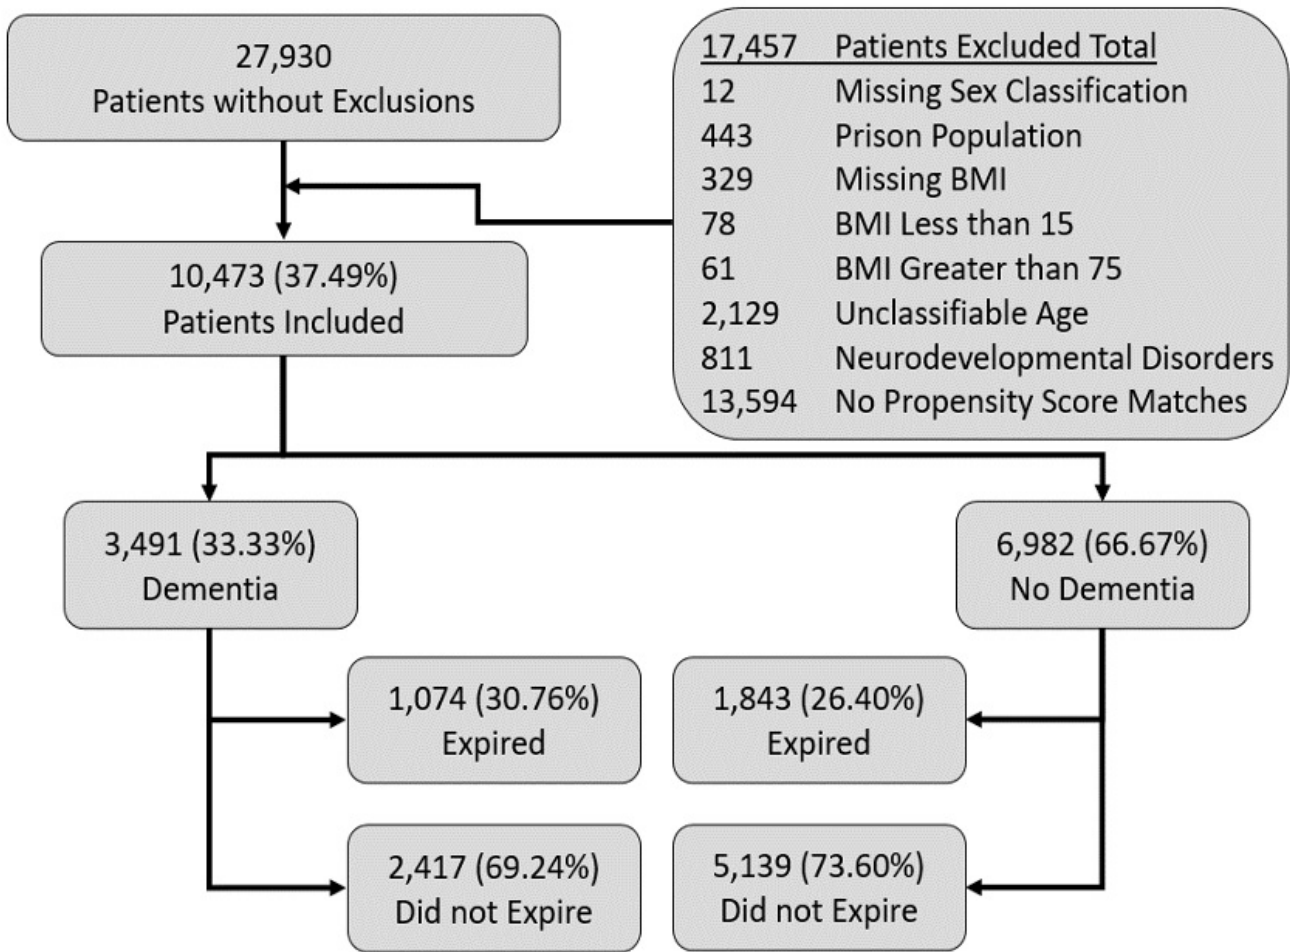 27,930
Patients without Exclusions
17,457 Patients Excluded Total
12 Missing Sex Classification
443 Prison Population
329 Missing BMI
78 BMI Less than 15
61 BMI Greater than 75
2,129 Unclassifiable Age
811 Neurodevelopmental Disorders
13,594 No Propensity Score Matches
10,473 (37.49%)
Patients Included
3,491 (33.33%)
Dementia
6,982 (66.67%)
No Dementia
1,074 (30.76%)
Expired
1,843 (26.40%)
Expired
2,417 (69.24%)
Did not Expire
5,139 (73.60%)
Did not Expire